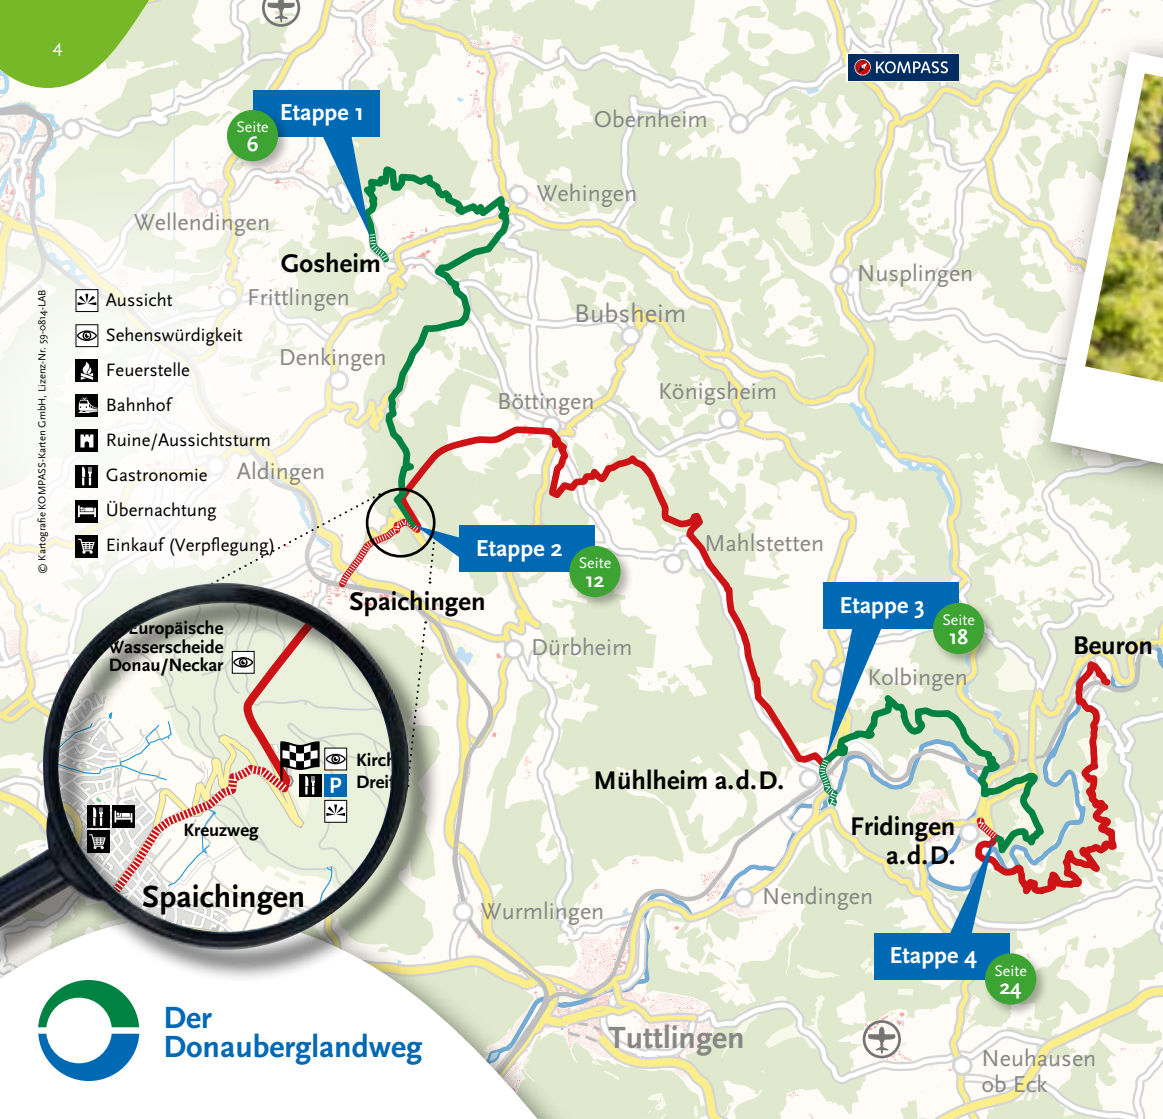 4
KOMPASS
Etappe 1
Seite
6
Obernheim
Wehingen
Wellendingen
Gosheim
Nusplingen
Frittlingen
Bubsheim
Denkingen
Königsheim
Böttingen
Aldingen
Aussicht
Sehenswürdigkeit
Feuerstelle
Bahnhof
Ruine/Aussichtsturm
Gastronomie
Übernachtung
Einkauf (Verpflegung)
© Kartografie KOMPASS-Karten GmbH, Lizenz-Nr. 59-0814-LAB
Etappe 2
Seite
12
Mahlstetten
Spaichingen
Etappe 3
Seite
18
Dürbheim
Beuron
Kolbingen
Europäische
Wasserscheide
Donau/Neckar
Kirch
Dreif
P
Kreuzweg
Spaichingen
Mühlheim a.d.D.
Fridingen
a.d.D.
Nendingen
Wurmlingen
Etappe 4
Seite
24
Tuttlingen
Neuhausen
ob Eck
Der
Donauberglandweg